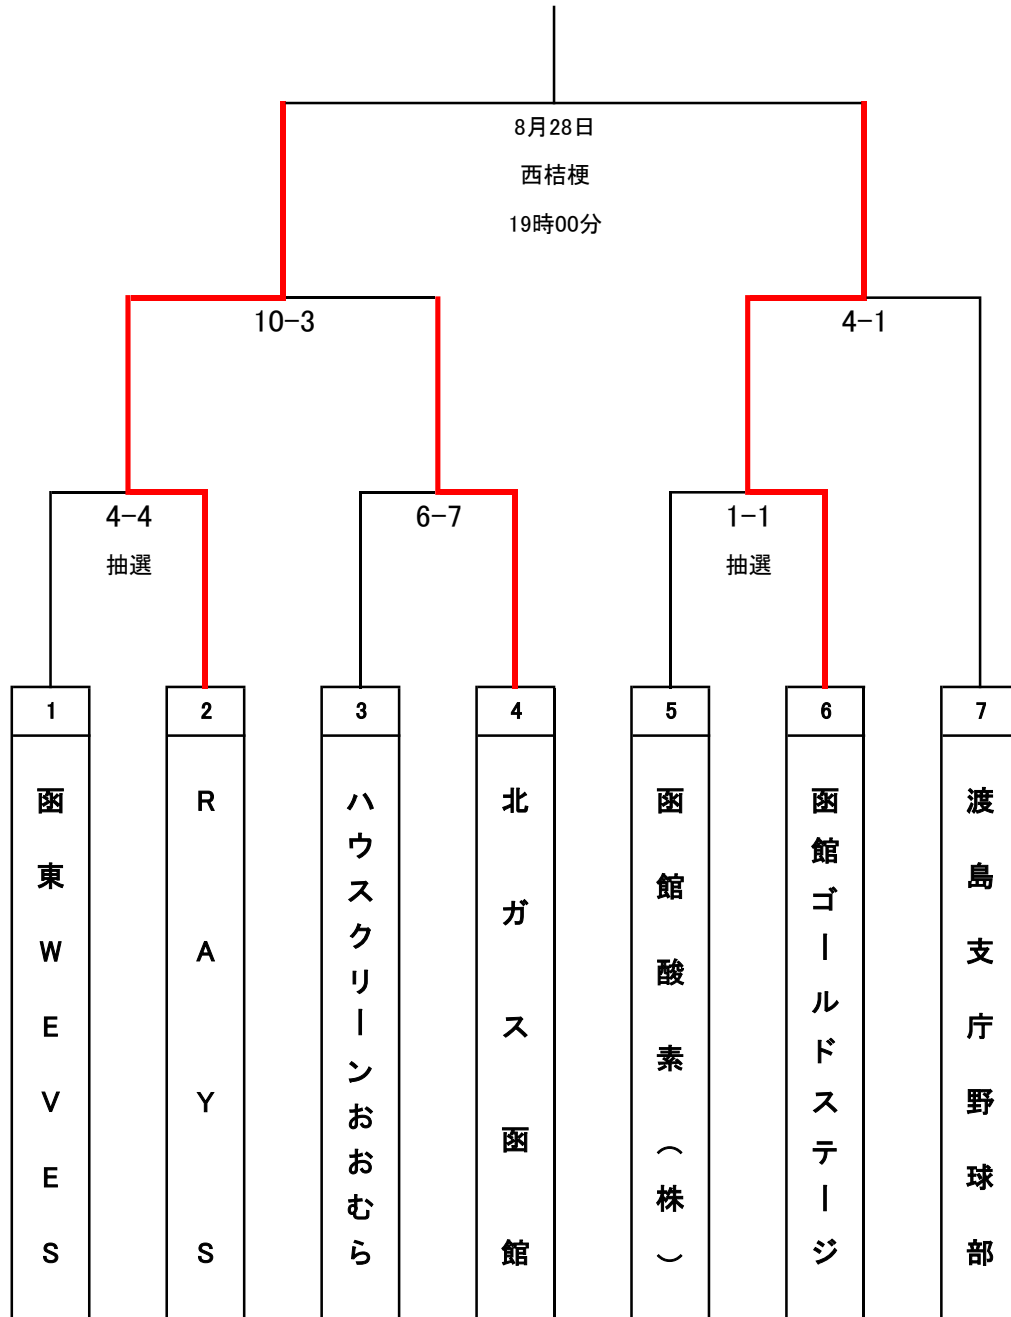 8月28日
西桔梗
19時00分
10-3
4-1
4-4
6-7
1-1
抽選
抽選
1
2
3
4
5
6
7
函東WEVES
RAYS
ハウスクリーンおおむら
北ガス函館
函館酸素(株)
函館ゴールドステージ
渡島支庁野球部